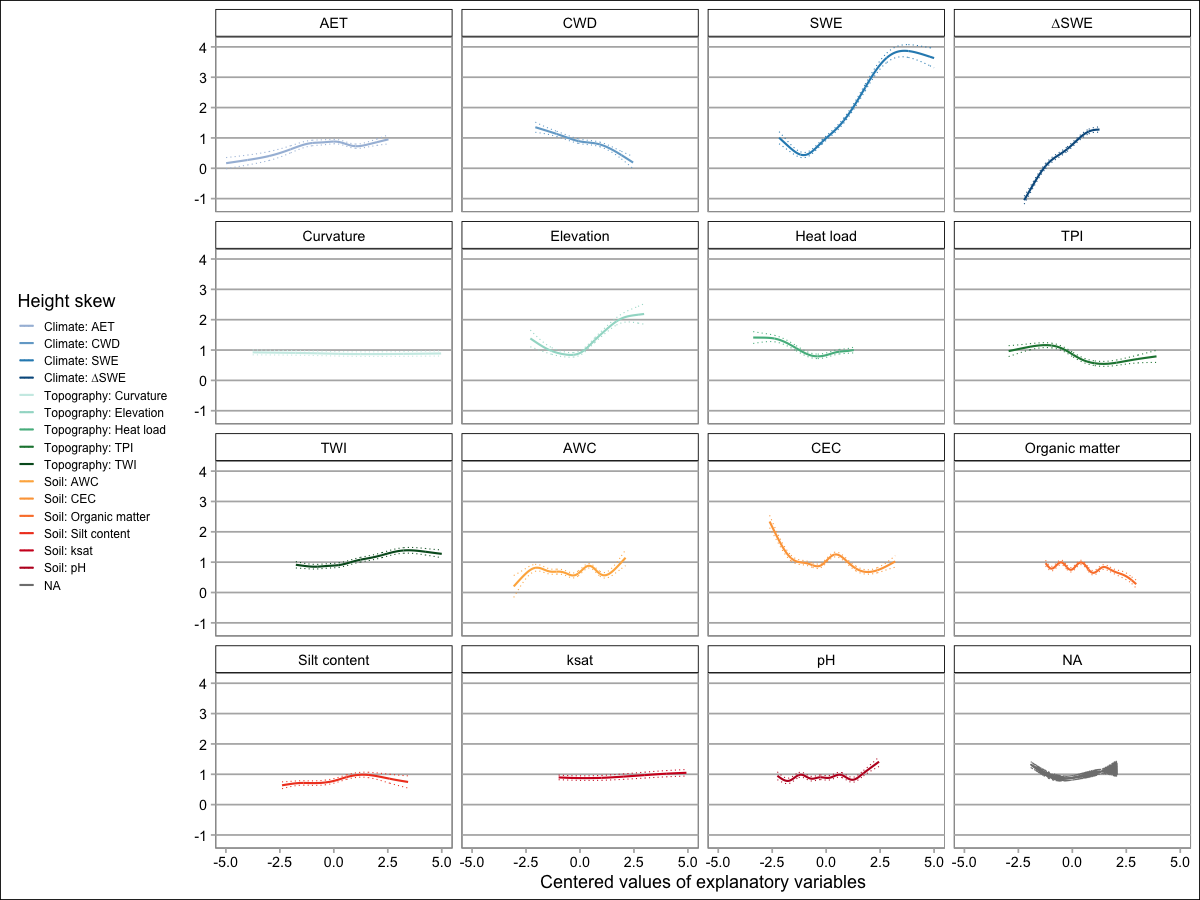 AET CWD SWE ΔSWE
4
3
2
1
0
-1
Curvature Elevation Heat load TPI
4
3
2
1
0
-1
Height skew
Climate: AET
Climate: CWD
Climate: SWE
Climate: ΔSWE
Topography: Curvature
Topography: Elevation
Topography: Heat load
Topography: TPI
Topography: TWI
Soil: AWC
Soil: CEC
Soil: Organic matter
Soil: Silt content
Soil: ksat
Soil: pH
NA
TWI AWC CEC Organic matter
4
3
2
1
0
-1
Silt content ksat pH NA
4
3
2
1
0
-1
-5.0 -2.5 0.0 2.5 5.0 -5.0 -2.5 0.0 2.5 5.0 -5.0 -2.5 0.0 2.5 5.0 -5.0 -2.5 0.0 2.5 5.0
Centered values of explanatory variables